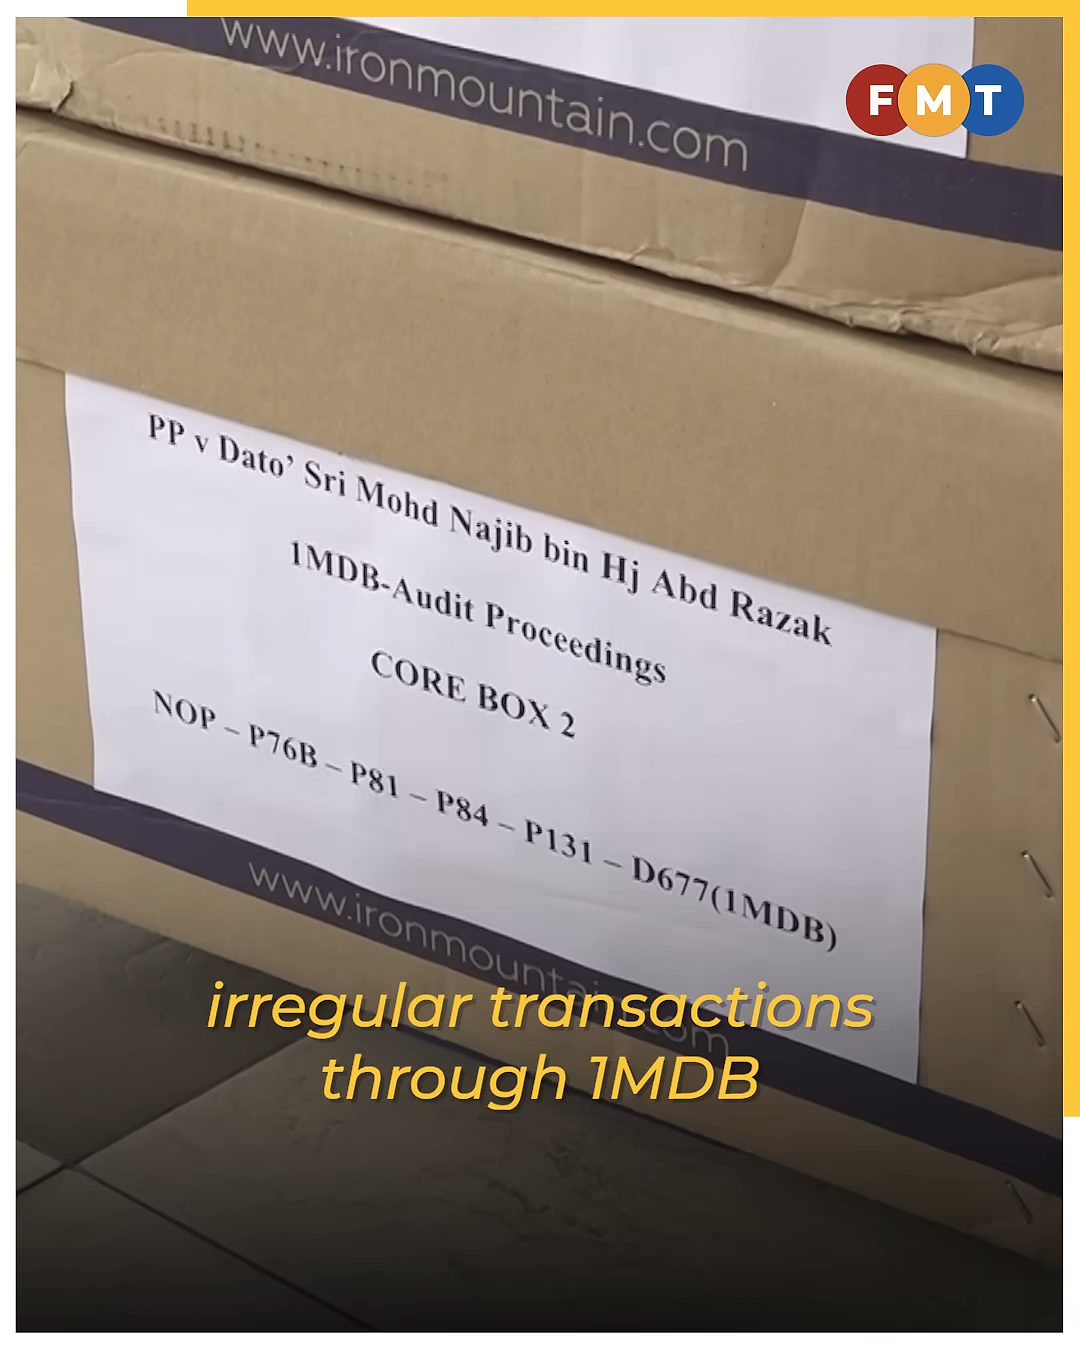 www.ironmountain.com
FMT
PP v Dato’ Sri Mohd Najib bin Hj Abd Razak
1MDB-Audit Proceedings
CORE BOX 2
NOP – P76B – P81 – P84 – P131 – D677(1MDB)
www.ironmountain.com
irregular transactions
through 1MDB